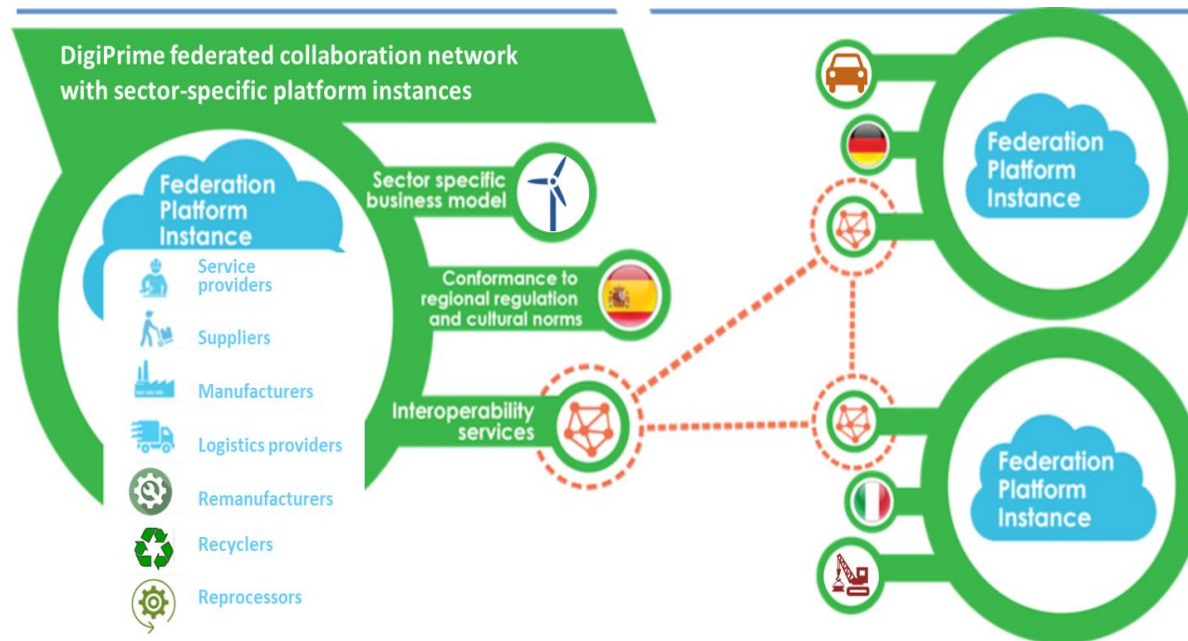 DigiPrime federated collaboration network
with sector-specific platform instances
Federation
Platform
Instance
Service
providers
Suppliers
Manufacturers
Logistics providers
Remanufacturers
Recyclers
Reprocessors
Sector specific
business model
Conformance to
regional regulation
and cultural norms
Interoperability
services
Federation
Platform
Instance
Federation
Platform
Instance